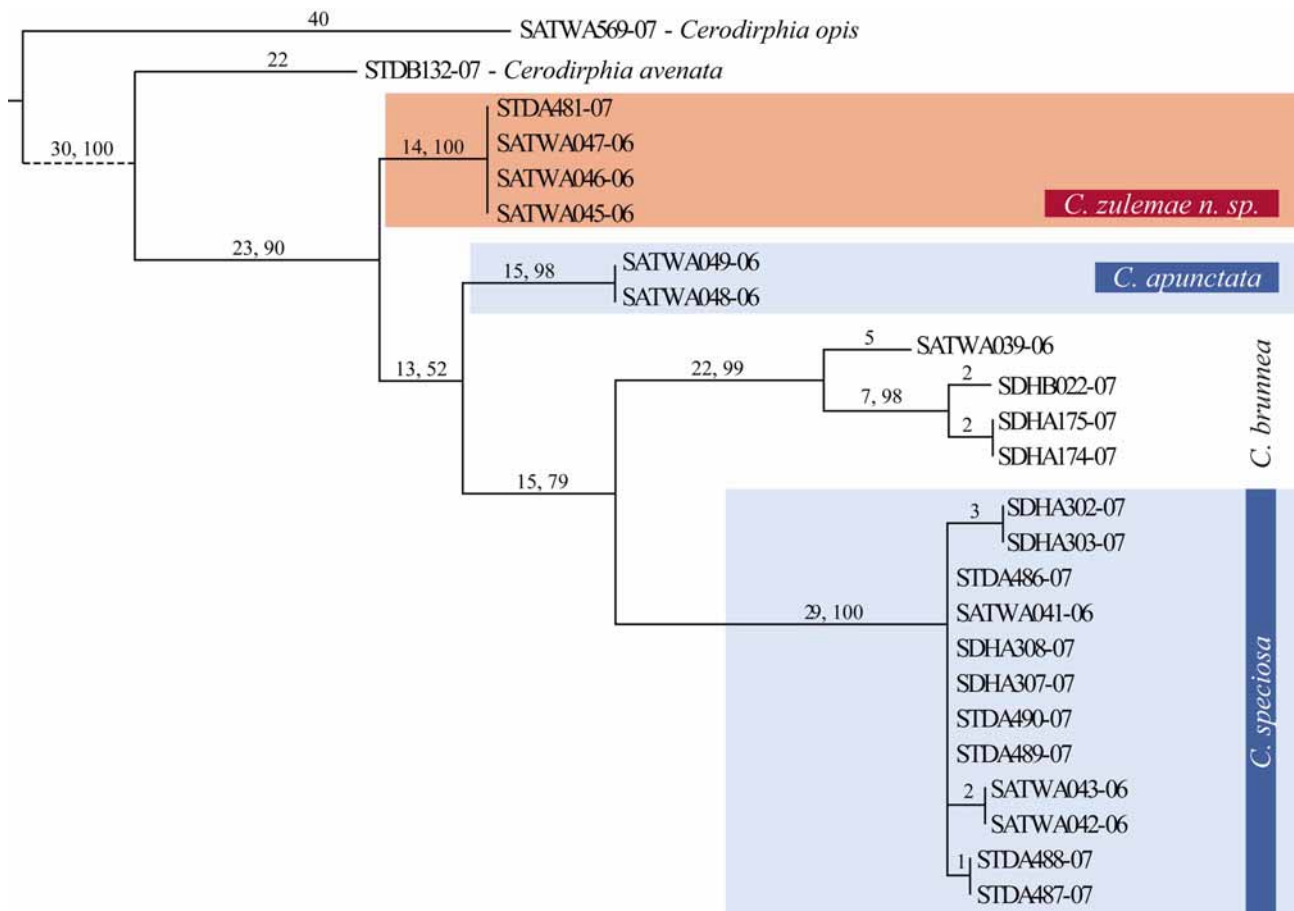 40
SATWA569-07 - Cerodirphia opis
22
STDB132-07 - Cerodirphia avenata
30, 100
23, 90
14, 100
STDA481-07
SATWA047-06
SATWA046-06
SATWA045-06
C. zulemae n. sp.
13, 52
15, 98
SATWA049-06
SATWA048-06
C. apunctata
15, 79
22, 99
5
SATWA039-06
7, 98
2
SDHB022-07
2
SDHA175-07
SDHA174-07
C. brunnea
29, 100
3
SDHA302-07
SDHA303-07
STDA486-07
SATWA041-06
SDHA308-07
SDHA307-07
STDA490-07
STDA489-07
2
SATWA043-06
SATWA042-06
1
STDA488-07
STDA487-07
C. speciosa